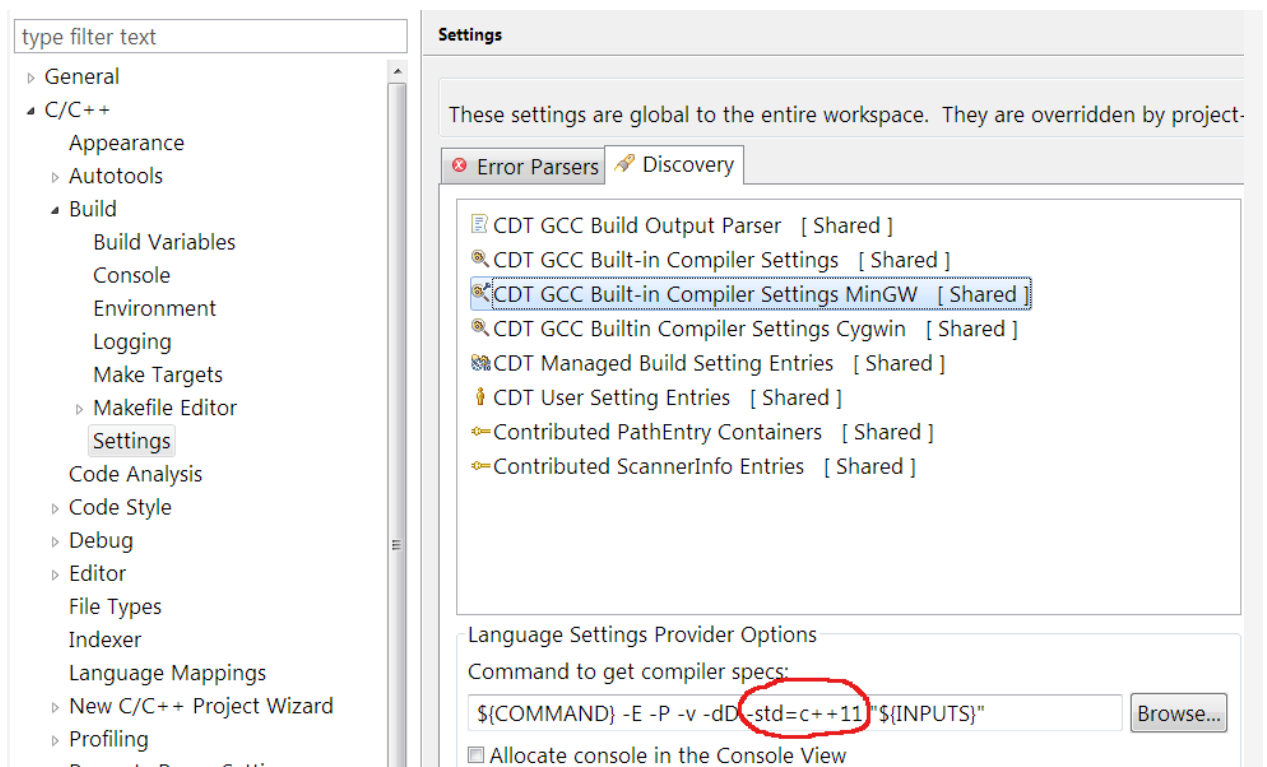 type filter text
General
C/C++
Appearance
Autotools
Build
Build Variables
Console
Environment
Logging
Make Targets
Makefile Editor
Settings
Code Analysis
Code Style
Debug
Editor
File Types
Indexer
Language Mappings
New C/C++ Project Wizard
Profiling
Settings
These settings are global to the entire workspace.  They are overridden by project-
Error Parsers
Discovery
CDT GCC Build Output Parser   [ Shared ]
CDT GCC Built-in Compiler Settings   [ Shared ]
CDT GCC Built-in Compiler Settings MinGW   [ Shared ]
CDT GCC Builtin Compiler Settings Cygwin   [ Shared ]
CDT Managed Build Setting Entries   [ Shared ]
CDT User Setting Entries   [ Shared ]
Contributed PathEntry Containers   [ Shared ]
Contributed ScannerInfo Entries   [ Shared ]
Language Settings Provider Options
Command to get compiler specs:
${COMMAND} -E -P -v -dD -std=c++11 "${INPUTS}"
Browse...
Allocate console in the Console View